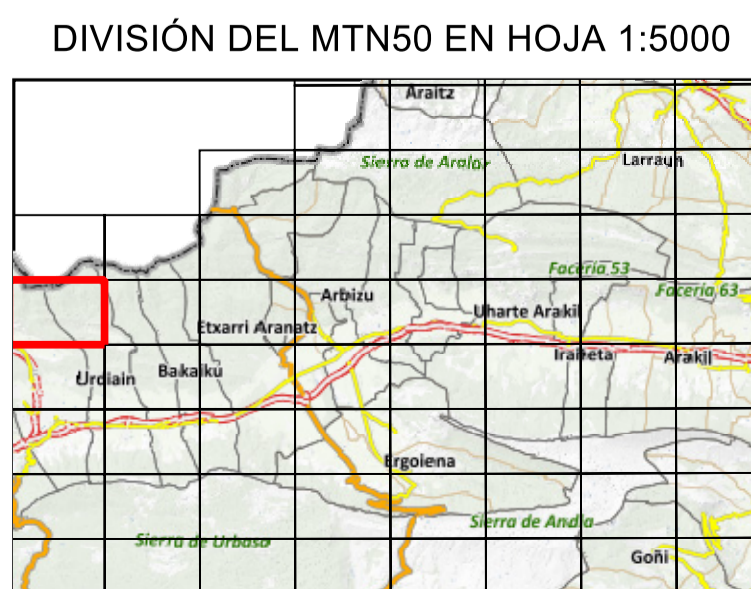 DIVISIÓN DEL MTN50 EN HOJA 1:5000
Araitz
Sierra de Aralar
Larraun
Facería 53
Facería 63
Arbizu
Uharte Arakil
Etxarri Aranatz
Irañeta
Arakil
Bakaiku
Urdiain
Ergoiena
Sierra de Andia
Sierra de Urbasa
Goñi